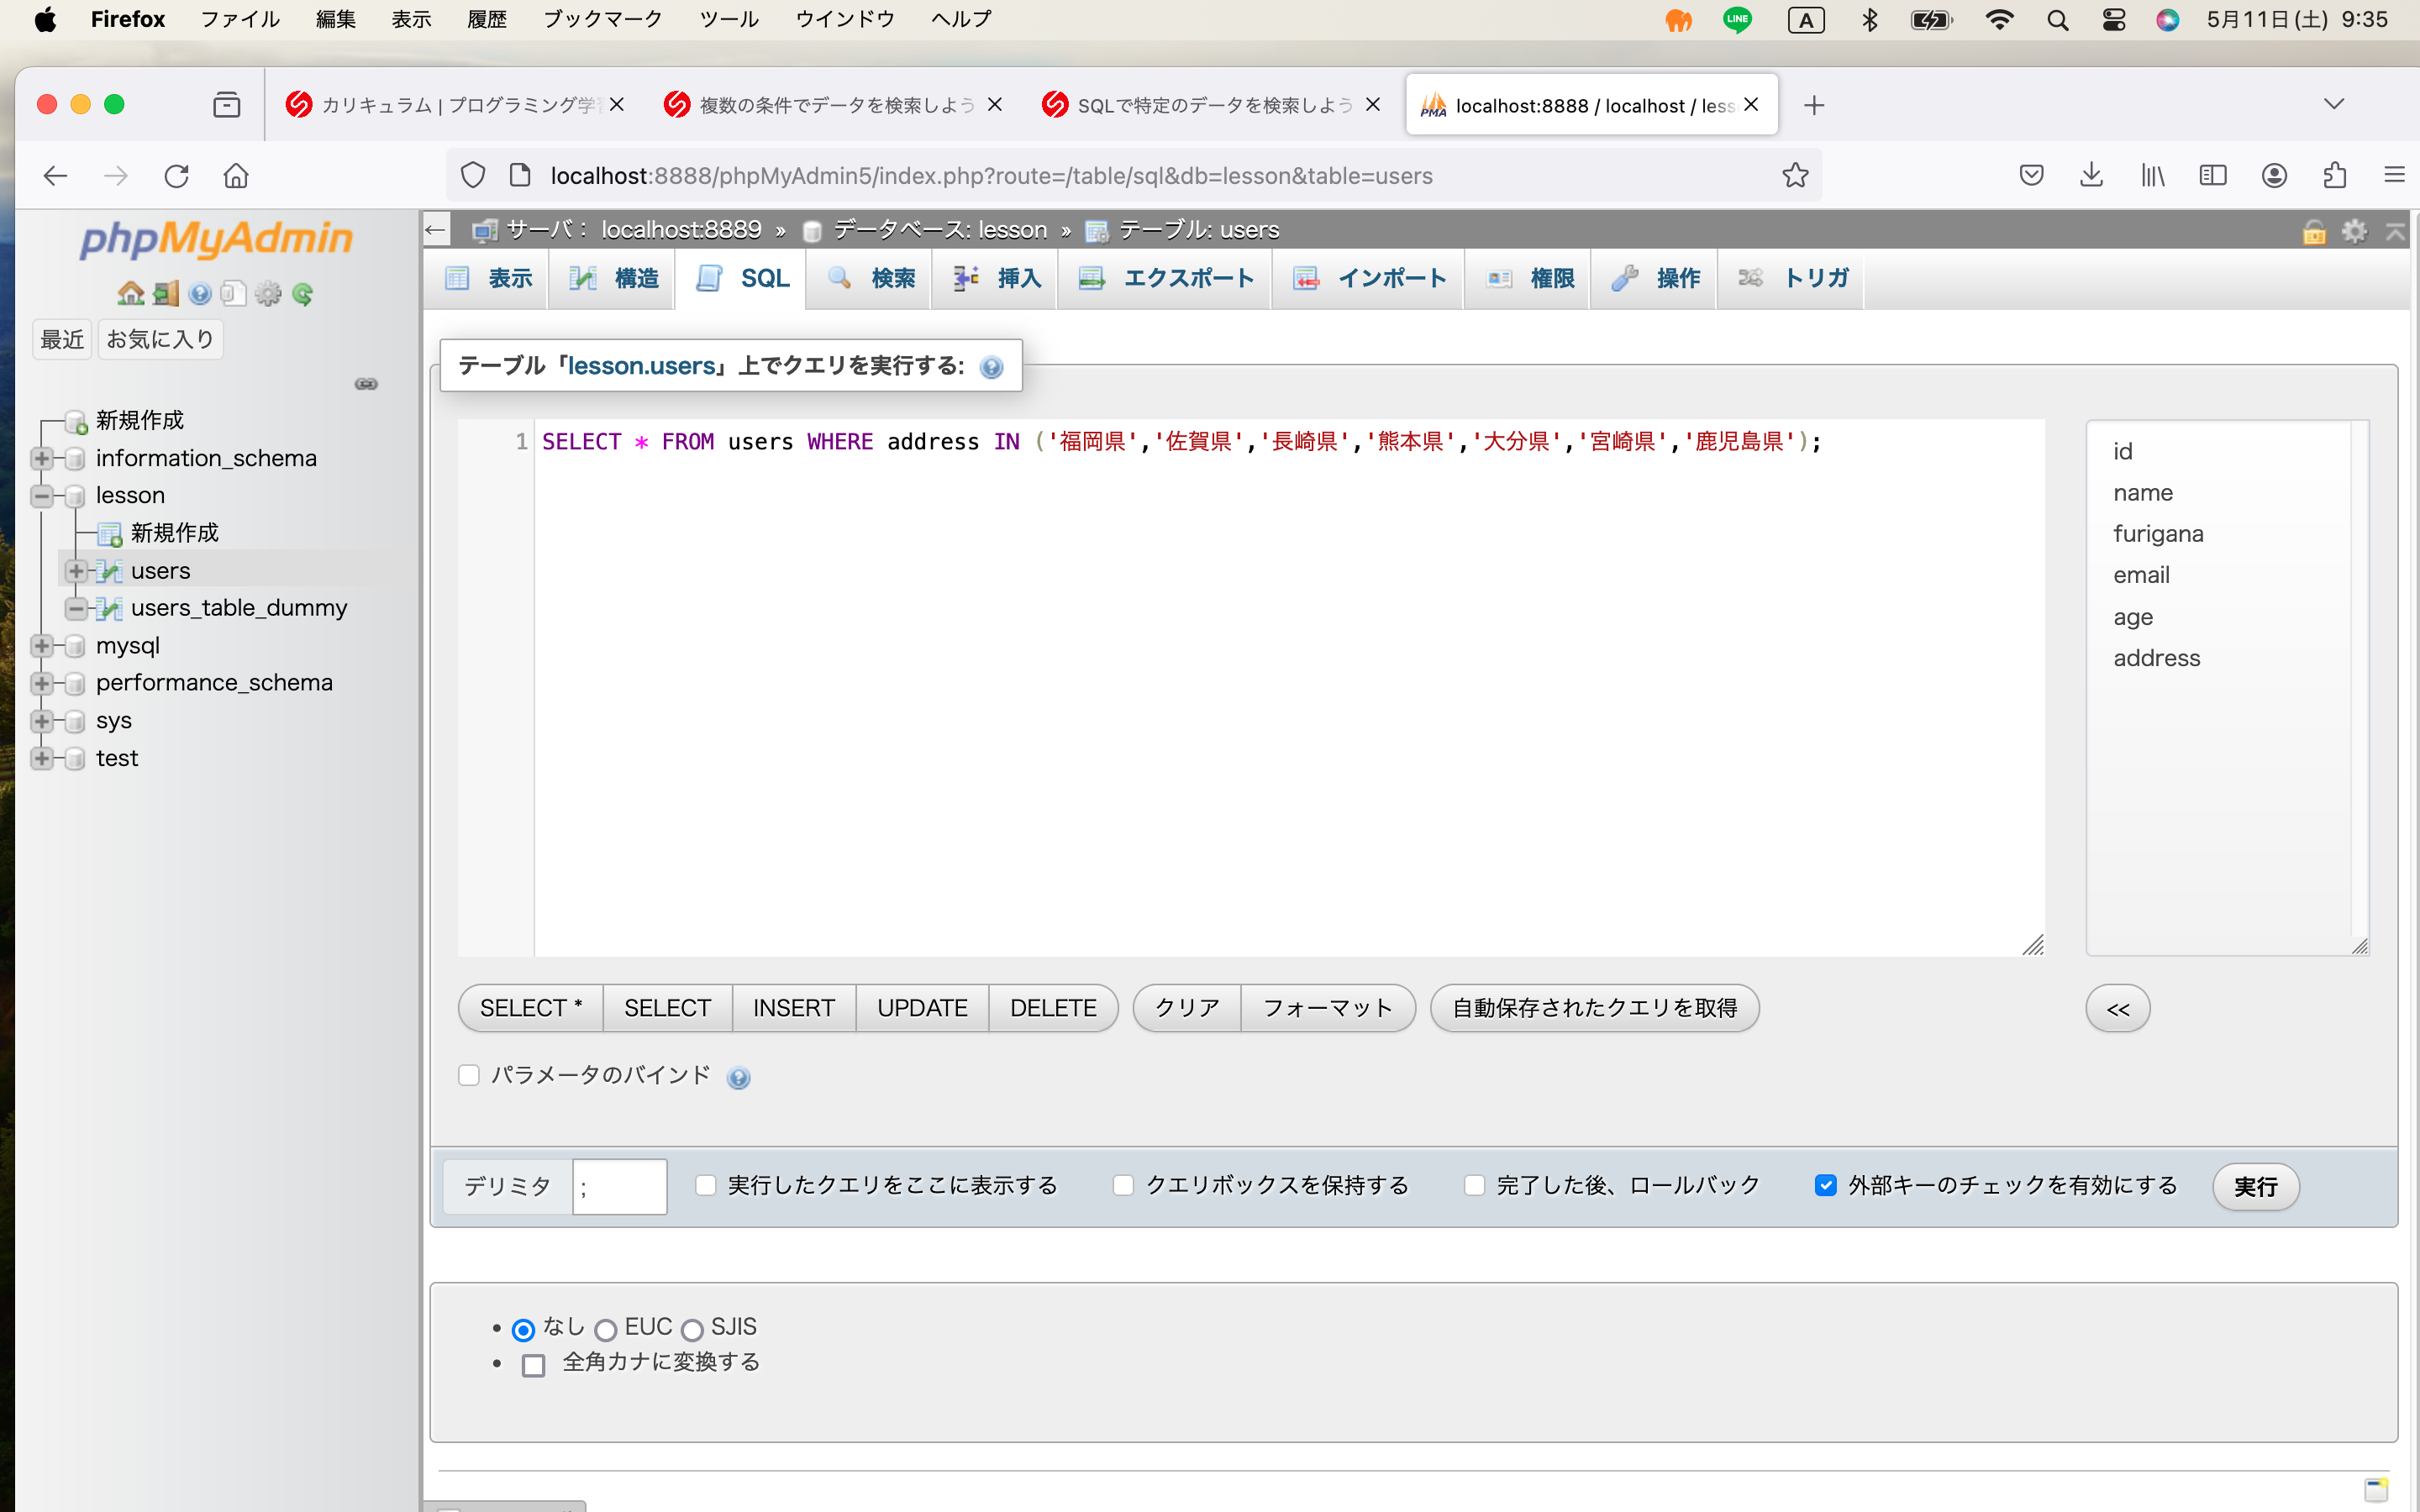 Firefox ファイル 編集 表示 履歴 ブックマーク ツール ウインドウ ヘルプ LINE A 5月11日(土) 9:35
カリキュラム | プログラミング学 複数の条件でデータを検索しよう SQLで特定のデータを検索しよう PMA localhost:8888 / localhost / less
localhost:8888/phpMyAdmin5/index.php?route=/table/sql&db=lesson&table=users
phpMyAdmin
最近 お気に入り
新規作成
information_schema
lesson
新規作成
users
users_table_dummy
mysql
performance_schema
sys
test
サーバ： localhost:8889 » データベース: lesson » テーブル: users
表示 構造 SQL 検索 挿入 エクスポート インポート 権限 操作 トリガ
テーブル「lesson.users」上でクエリを実行する:
1 SELECT * FROM users WHERE address IN ('福岡県','佐賀県','長崎県','熊本県','大分県','宮崎県','鹿児島県');
id
name
furigana
email
age
address
SELECT * SELECT INSERT UPDATE DELETE クリア フォーマット 自動保存されたクエリを取得 <<
パラメータのバインド
デリミタ ; 実行したクエリをここに表示する クエリボックスを保持する 完了した後、ロールバック 外部キーのチェックを有効にする 実行
• なし EUC SJIS
• 全角カナに変換する